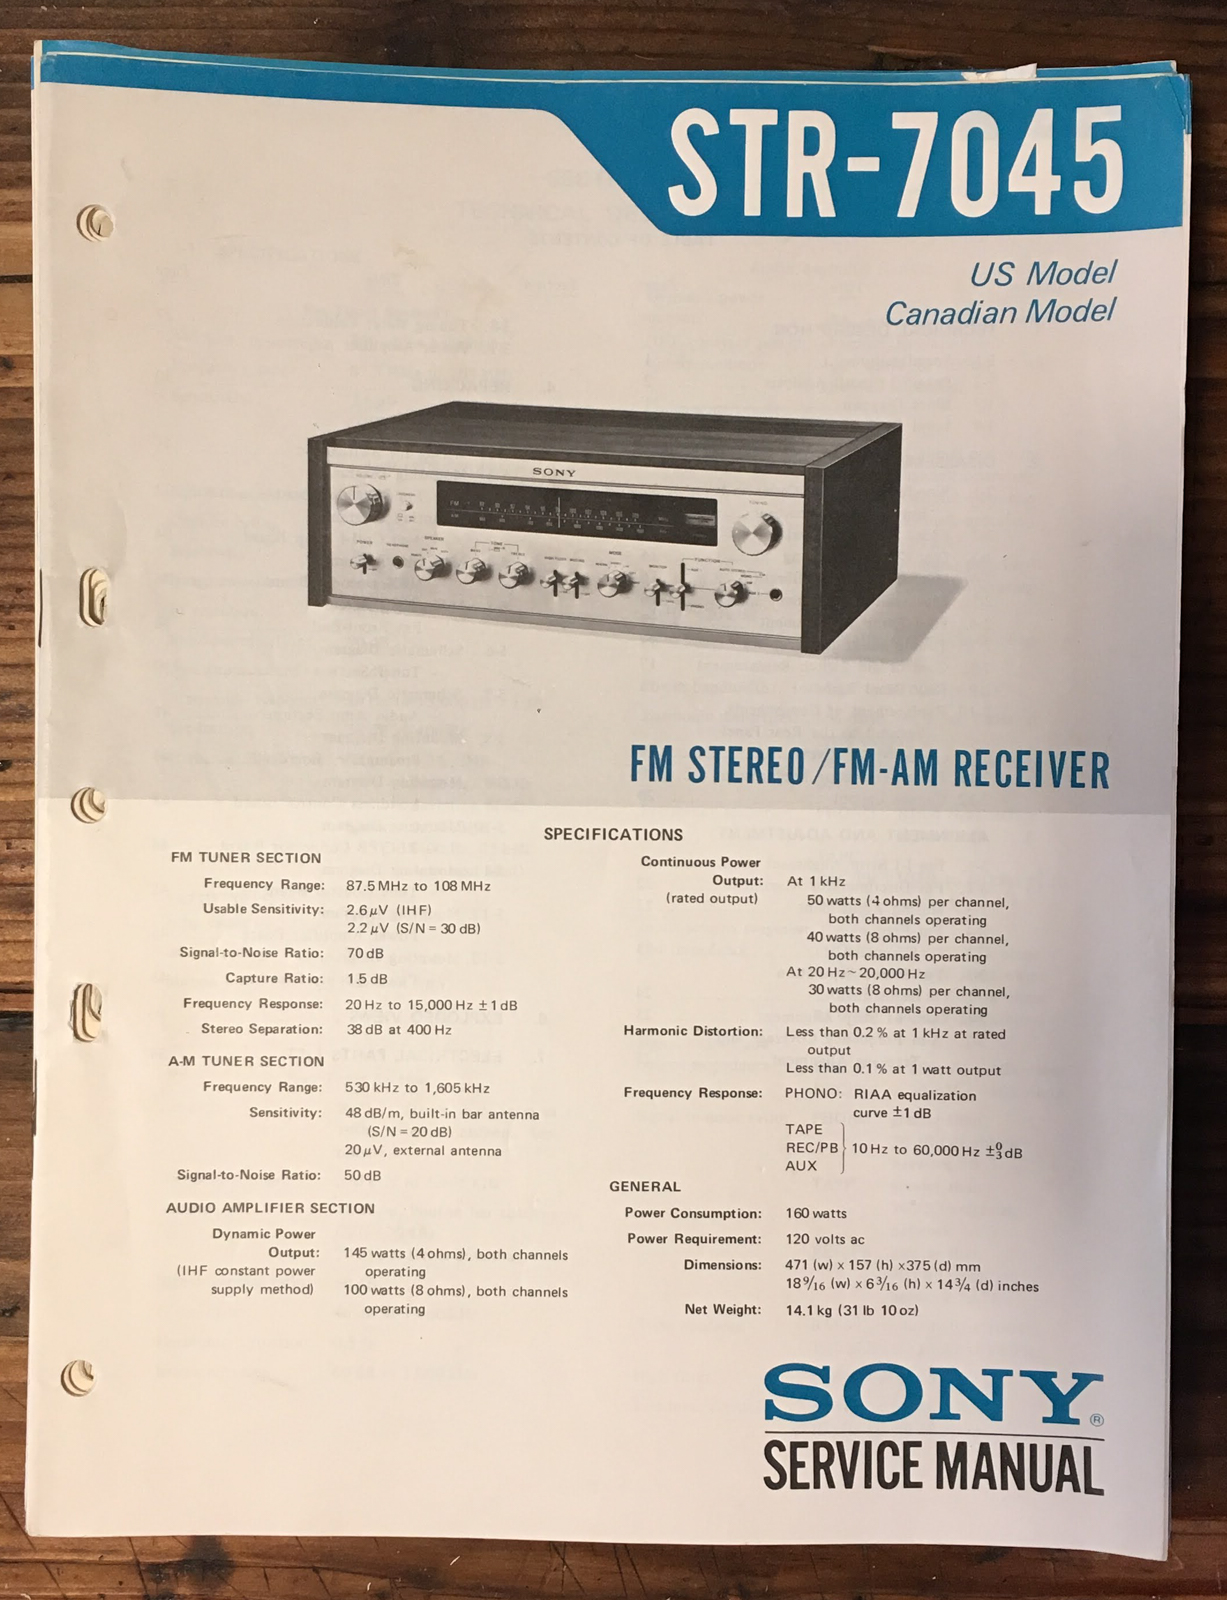 STR-7045
US Model
Canadian Model
SONY
FM STEREO/FM-AM RECEIVER
SPECIFICATIONS
FM TUNER SECTION
Frequency Range: 87.5 MHz to 108 MHz
Usable Sensitivity: 2.6 μV (IHF)
2.2 μV (S/N = 30 dB)
Signal-to-Noise Ratio: 70 dB
Capture Ratio: 1.5 dB
Frequency Response: 20 Hz to 15,000 Hz ±1 dB
Stereo Separation: 38 dB at 400 Hz
A-M TUNER SECTION
Frequency Range: 530 kHz to 1,605 kHz
Sensitivity: 48 dB/m, built-in bar antenna
(S/N = 20 dB)
20 μV, external antenna
Signal-to-Noise Ratio: 50 dB
AUDIO AMPLIFIER SECTION
Dynamic Power
Output: 145 watts (4 ohms), both channels
(IHF constant power operating
supply method) 100 watts (8 ohms), both channels
operating
Continuous Power
Output: At 1 kHz
(rated output) 50 watts (4 ohms) per channel,
both channels operating
40 watts (8 ohms) per channel,
both channels operating
At 20 Hz ~ 20,000 Hz
30 watts (8 ohms) per channel,
both channels operating
Harmonic Distortion: Less than 0.2 % at 1 kHz at rated
output
Less than 0.1 % at 1 watt output
Frequency Response: PHONO: RIAA equalization
curve ±1 dB
TAPE
REC/PB 10 Hz to 60,000 Hz ±0/3 dB
AUX
GENERAL
Power Consumption: 160 watts
Power Requirement: 120 volts ac
Dimensions: 471 (w) x 157 (h) x 375 (d) mm
18 9/16 (w) x 6 3/16 (h) x 14 3/4 (d) inches
Net Weight: 14.1 kg (31 lb 10 oz)
SONY®
SERVICE MANUAL